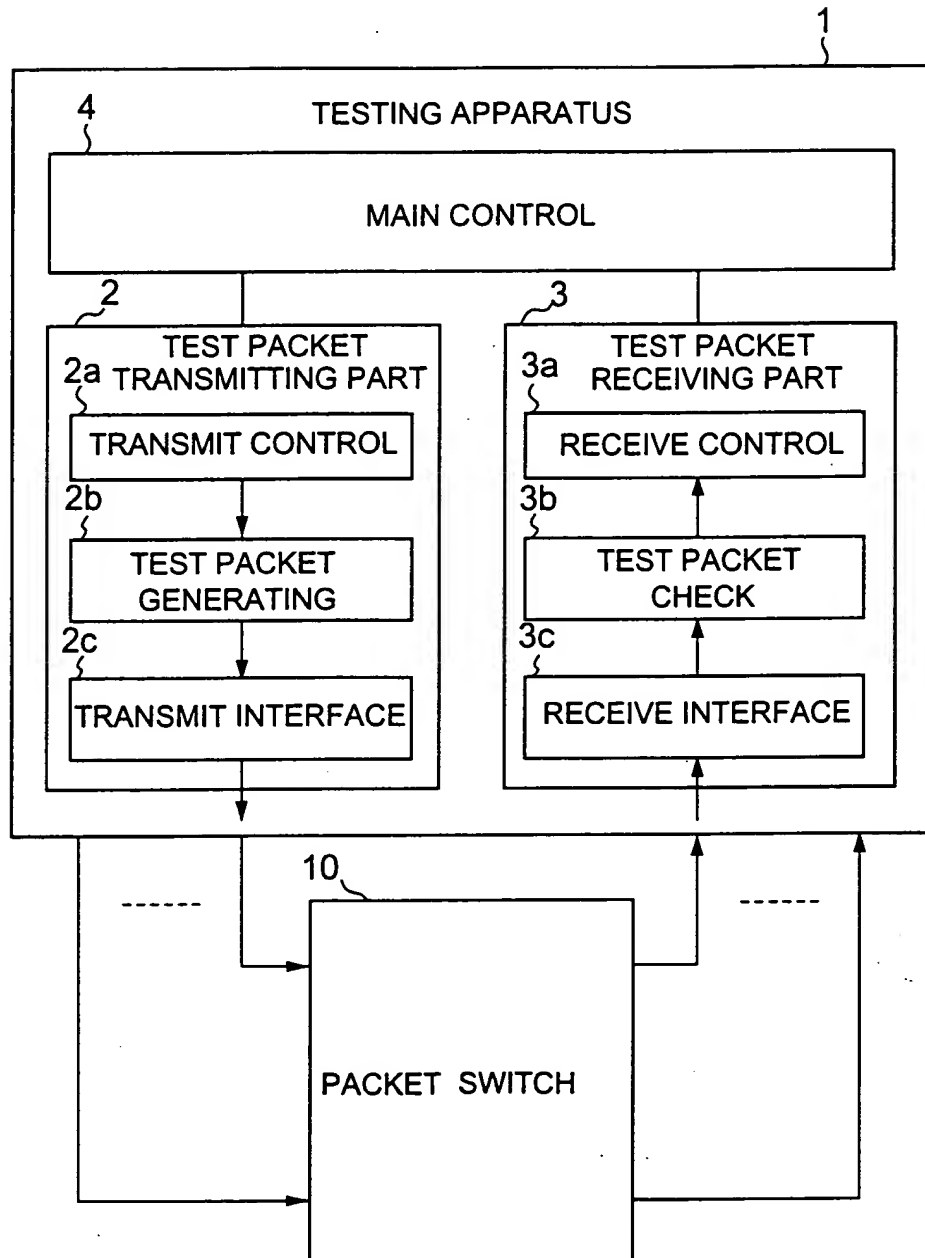 1
TESTING APPARATUS
4
MAIN CONTROL
2
TEST PACKET
TRANSMITTING PART
2a
TRANSMIT CONTROL
2b
TEST PACKET
GENERATING
2c
TRANSMIT INTERFACE
3
TEST PACKET
RECEIVING PART
3a
RECEIVE CONTROL
3b
TEST PACKET
CHECK
3c
RECEIVE INTERFACE
10
PACKET SWITCH